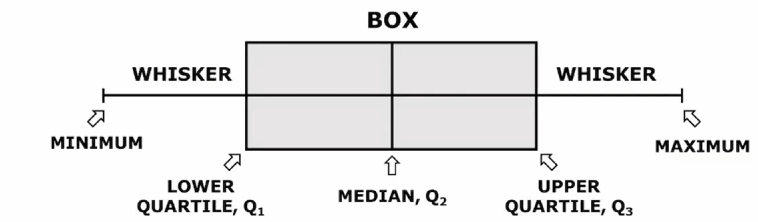 BOX
WHISKER
WHISKER
MINIMUM
MAXIMUM
LOWER
QUARTILE, Q₁
MEDIAN, Q₂
UPPER
QUARTILE, Q₃